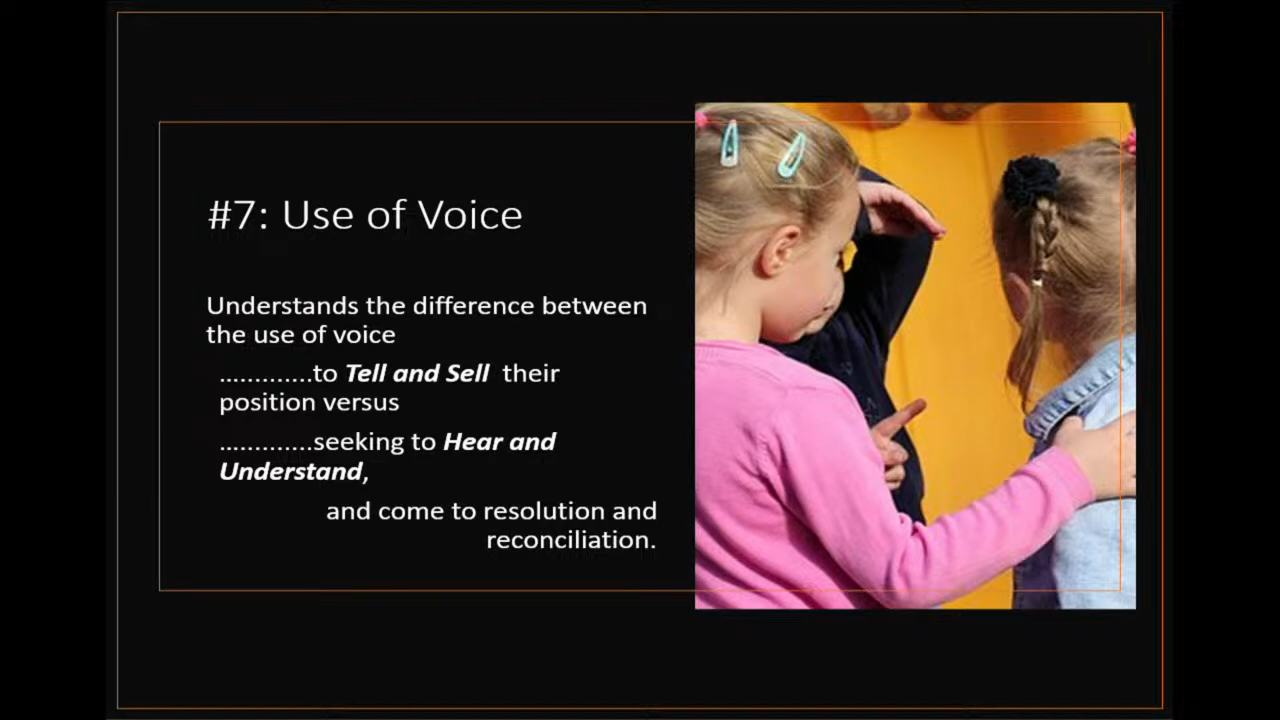 #7: Use of Voice
Understands the difference between
the use of voice
.............to Tell and Sell their
position versus
.............seeking to Hear and
Understand,
and come to resolution and
reconciliation.